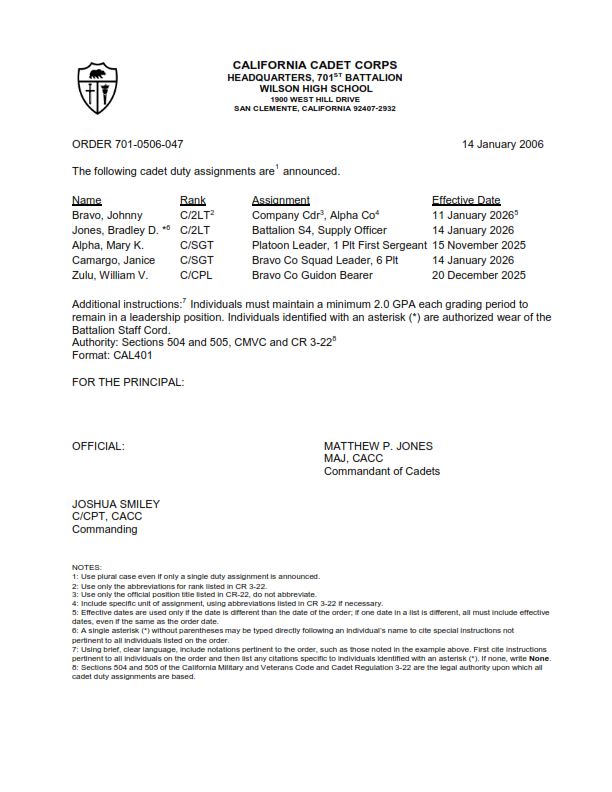 CALIFORNIA CADET CORPS
HEADQUARTERS, 701ST BATTALION
WILSON HIGH SCHOOL
1900 WEST HILL DRIVE
SAN CLEMENTE, CALIFORNIA 92407-2932
ORDER 701-0506-047 14 January 2006
The following cadet duty assignments are1 announced.
Name Rank Assignment Effective Date
Bravo, Johnny C/2LT2 Company Cdr3, Alpha Co4 11 January 20265
Jones, Bradley D. *6 C/2LT Battalion S4, Supply Officer 14 January 2026
Alpha, Mary K. C/SGT Platoon Leader, 1 Plt First Sergeant 15 November 2025
Camargo, Janice C/SGT Bravo Co Squad Leader, 6 Plt 14 January 2026
Zulu, William V. C/CPL Bravo Co Guidon Bearer 20 December 2025
Additional instructions:7 Individuals must maintain a minimum 2.0 GPA each grading period to
remain in a leadership position. Individuals identified with an asterisk (*) are authorized wear of the
Battalion Staff Cord.
Authority: Sections 504 and 505, CMVC and CR 3-228
Format: CAL401
FOR THE PRINCIPAL:
OFFICIAL: MATTHEW P. JONES
MAJ, CACC
Commandant of Cadets
JOSHUA SMILEY
C/CPT, CACC
Commanding
NOTES:
1: Use plural case even if only a single duty assignment is announced.
2: Use only the abbreviations for rank listed in CR 3-22.
3: Use only the official position title listed in CR-22, do not abbreviate.
4: Include specific unit of assignment, using abbreviations listed in CR 3-22 if necessary.
5: Effective dates are used only if the date is different than the date of the order; if one date in a list is different, all must include effective
dates, even if the same as the order date.
6: A single asterisk (*) without parentheses may be typed directly following an individual's name to cite special instructions not
pertinent to all individuals listed on the order.
7: Using brief, clear language, include notations pertinent to the order, such as those noted in the example above. First cite instructions
pertinent to all individuals on the order and then list any citations specific to individuals identified with an asterisk (*). If none, write None.
8: Sections 504 and 505 of the California Military and Veterans Code and Cadet Regulation 3-22 are the legal authority upon which all
cadet duty assignments are based.